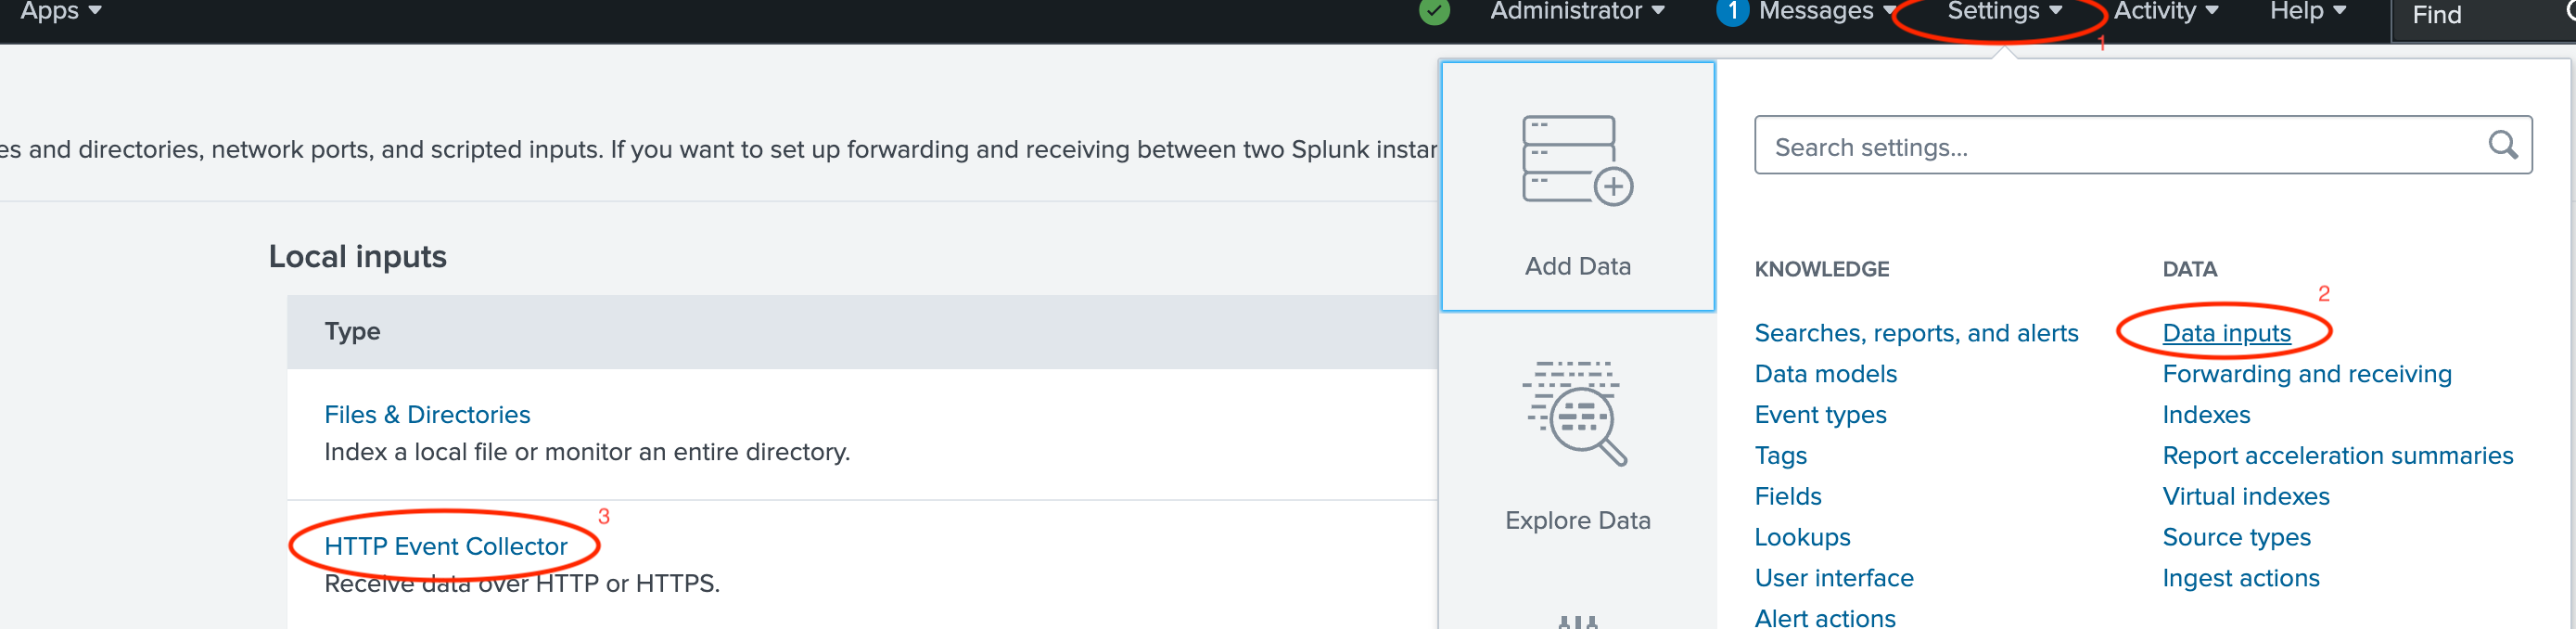 Apps
Administrator
1 Messages
Settings
Activity
Help
Find
1
es and directories, network ports, and scripted inputs. If you want to set up forwarding and receiving between two Splunk instar
Local inputs
Type
Files & Directories
Index a local file or monitor an entire directory.
HTTP Event Collector
3
Receive data over HTTP or HTTPS.
Add Data
Explore Data
Search settings...
KNOWLEDGE
Searches, reports, and alerts
Data models
Event types
Tags
Fields
Lookups
User interface
Alert actions
DATA
2
Data inputs
Forwarding and receiving
Indexes
Report acceleration summaries
Virtual indexes
Source types
Ingest actions